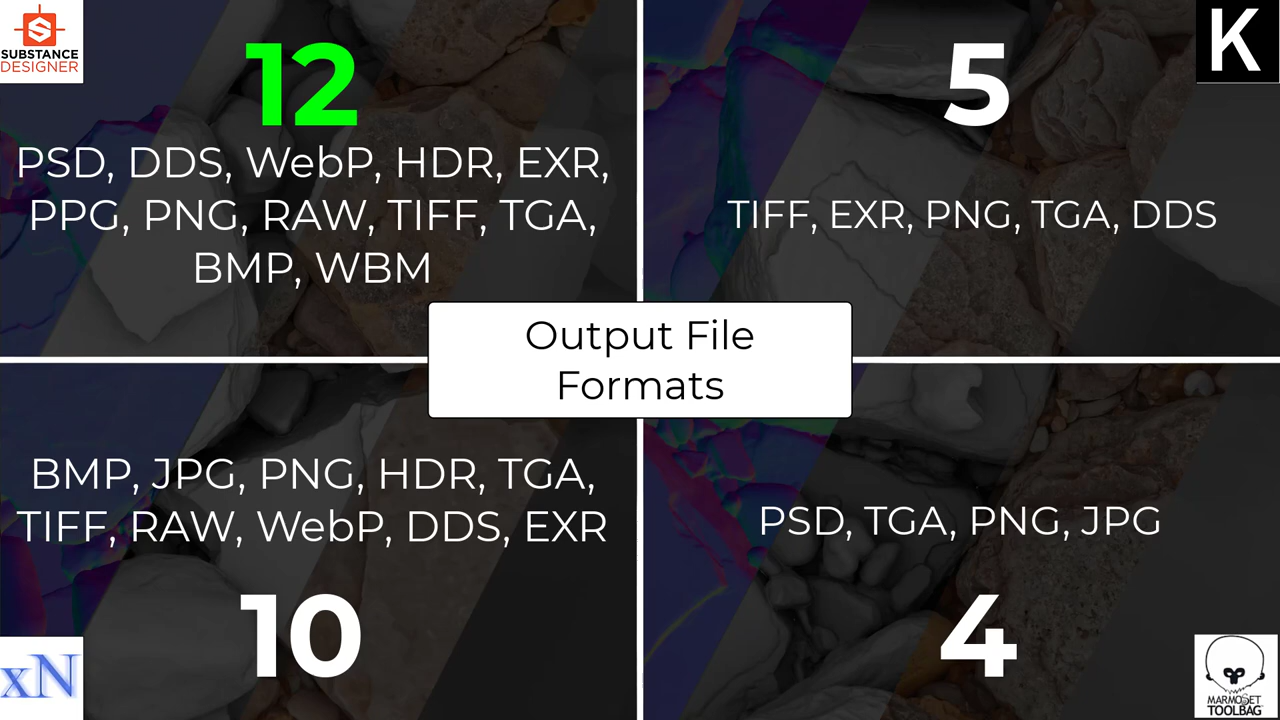 SUBSTANCE
DESIGNER
12
PSD, DDS, WebP, HDR, EXR,
PPG, PNG, RAW, TIFF, TGA,
BMP, WBM
K
5
TIFF, EXR, PNG, TGA, DDS
Output File
Formats
BMP, JPG, PNG, HDR, TGA,
TIFF, RAW, WebP, DDS, EXR
10
xN
PSD, TGA, PNG, JPG
4
MARMOSET
TOOLBAG